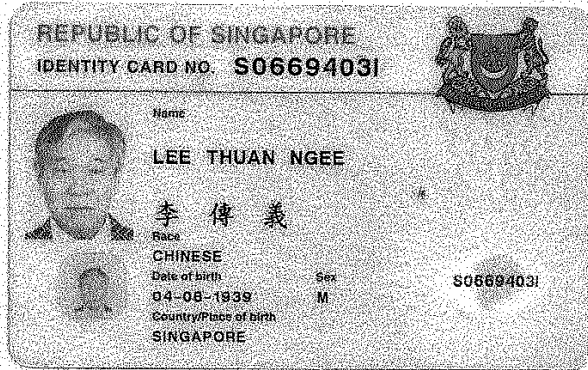 REPUBLIC OF SINGAPORE
IDENTITY CARD NO. S0669403I
Name
LEE THUAN NGEE
李 傳 義
Race
CHINESE
Date of birth Sex
04-08-1939 M
S0669403I
Country/Place of birth
SINGAPORE